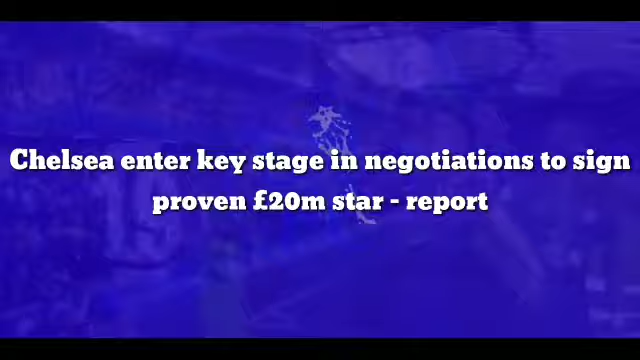 Chelsea enter key stage in negotiations to sign
proven £20m star - report